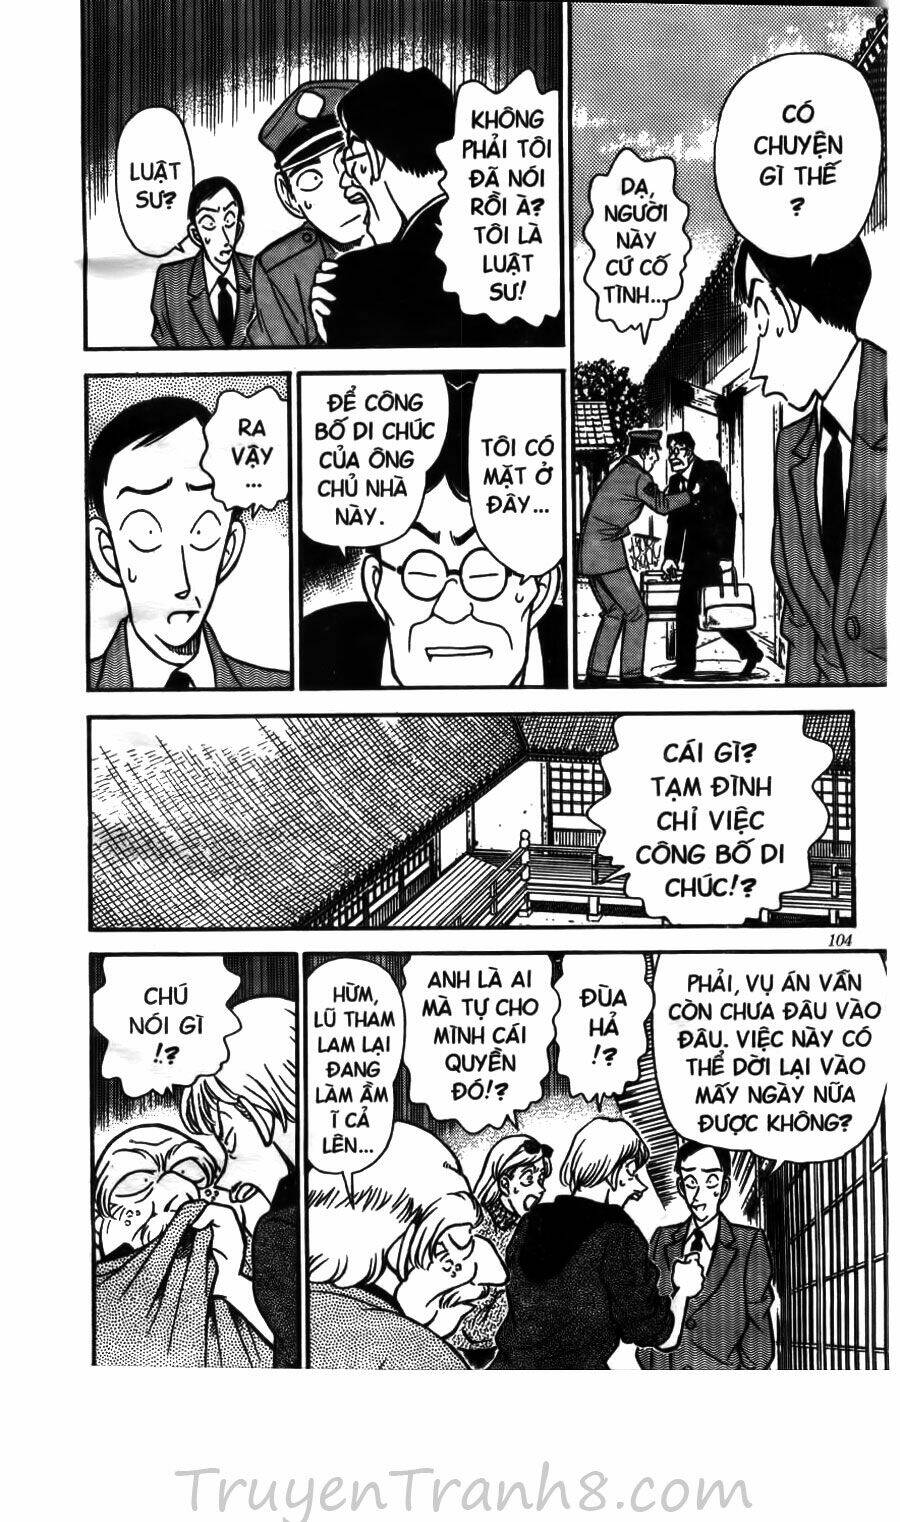 CÓ
CHUYỆN
GÌ THẾ
?
DẠ,
NGƯỜI
NÀY
CỨ CỐ
TÌNH...
KHÔNG
PHẢI TÔI
ĐÃ NÓI
RỒI À?
TÔI LÀ
LUẬT
SƯ!
LUẬT
SƯ?
TÔI CÓ
MẶT Ở
ĐÂY...
ĐỂ CÔNG
BỐ DI CHÚC
CỦA ÔNG
CHỦ NHÀ
NÀY.
RA
VẬY
...
CÁI GÌ?
TẠM ĐÌNH
CHỈ VIỆC
CÔNG BỐ DI
CHÚC!?
104
PHẢI, VỤ ÁN VẪN
CÒN CHƯA ĐÂU VÀO
ĐÂU. VIỆC NÀY CÓ
THỂ DỜI LẠI VÀO
MẤY NGÀY NỮA
ĐƯỢC KHÔNG?
ĐÙA
HẢ
!?
ANH LÀ AI
MÀ TỰ CHO
MÌNH CÁI
QUYỀN
ĐÓ!?
HỪM,
LŨ THAM
LAM LẠI
ĐANG
LÀM ẦM
Ĩ CẢ
LÊN...
CHÚ
NÓI GÌ
!?
TruyenTranh8.com